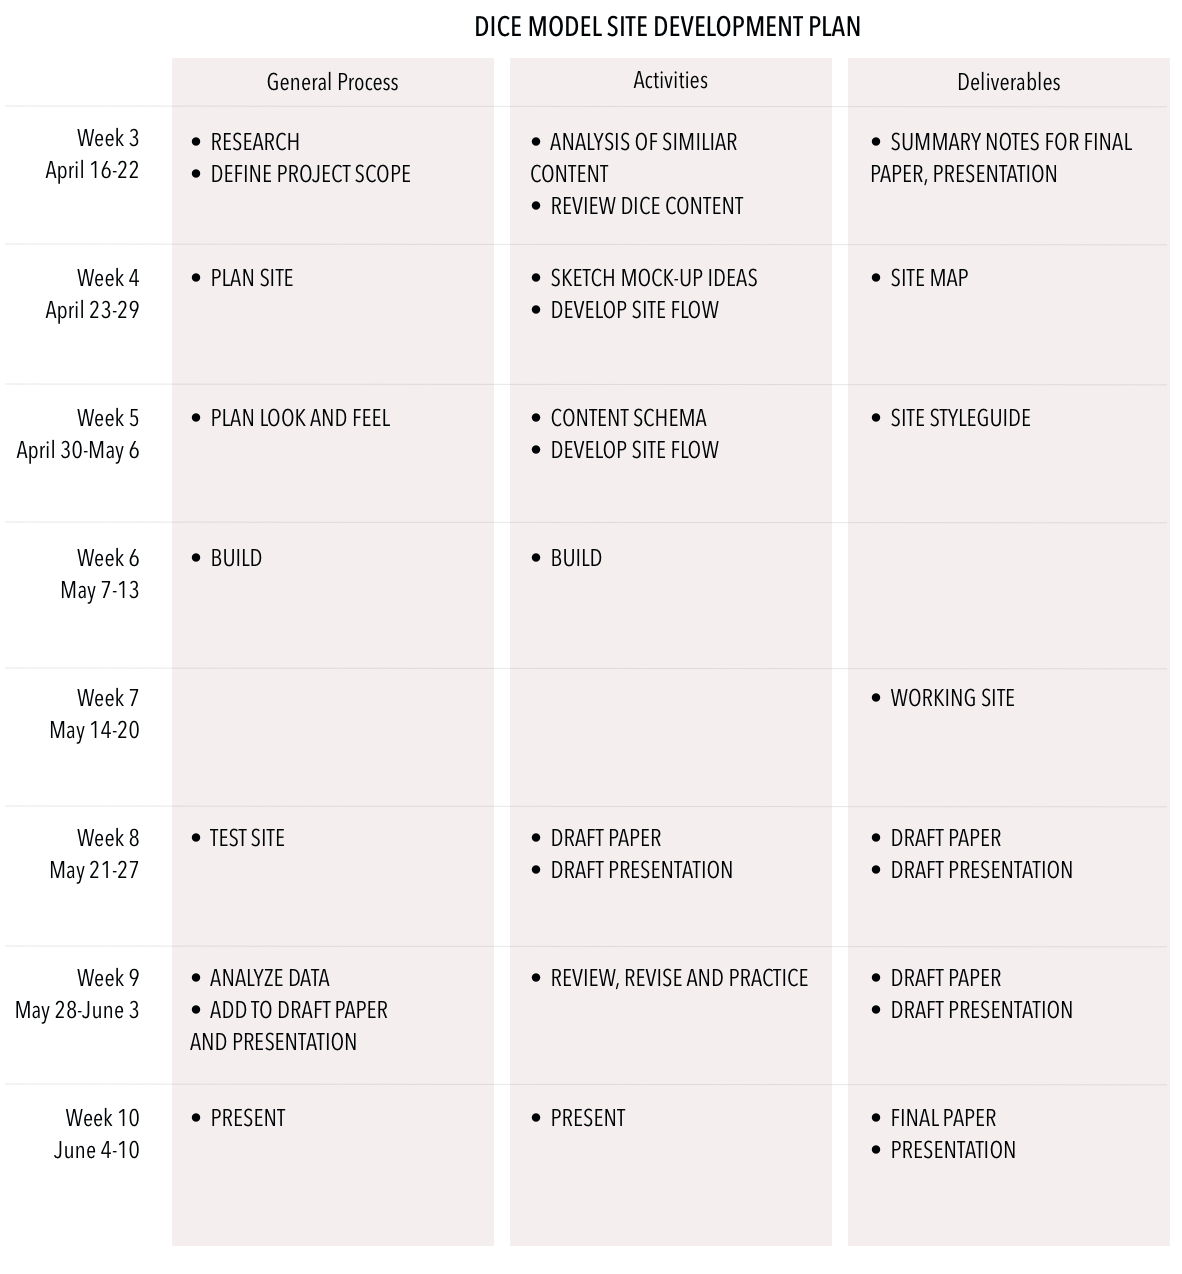 DICE MODEL SITE DEVELOPMENT PLAN
General Process
Activities
Deliverables
Week 3
April 16-22
• RESEARCH
• DEFINE PROJECT SCOPE
• ANALYSIS OF SIMILIAR
CONTENT
• REVIEW DICE CONTENT
• SUMMARY NOTES FOR FINAL
PAPER, PRESENTATION
Week 4
April 23-29
• PLAN SITE
• SKETCH MOCK-UP IDEAS
• DEVELOP SITE FLOW
• SITE MAP
Week 5
April 30-May 6
• PLAN LOOK AND FEEL
• CONTENT SCHEMA
• DEVELOP SITE FLOW
• SITE STYLEGUIDE
Week 6
May 7-13
• BUILD
• BUILD
Week 7
May 14-20
• WORKING SITE
Week 8
May 21-27
• TEST SITE
• DRAFT PAPER
• DRAFT PRESENTATION
• DRAFT PAPER
• DRAFT PRESENTATION
Week 9
May 28-June 3
• ANALYZE DATA
• ADD TO DRAFT PAPER
AND PRESENTATION
• REVIEW, REVISE AND PRACTICE
• DRAFT PAPER
• DRAFT PRESENTATION
Week 10
June 4-10
• PRESENT
• PRESENT
• FINAL PAPER
• PRESENTATION